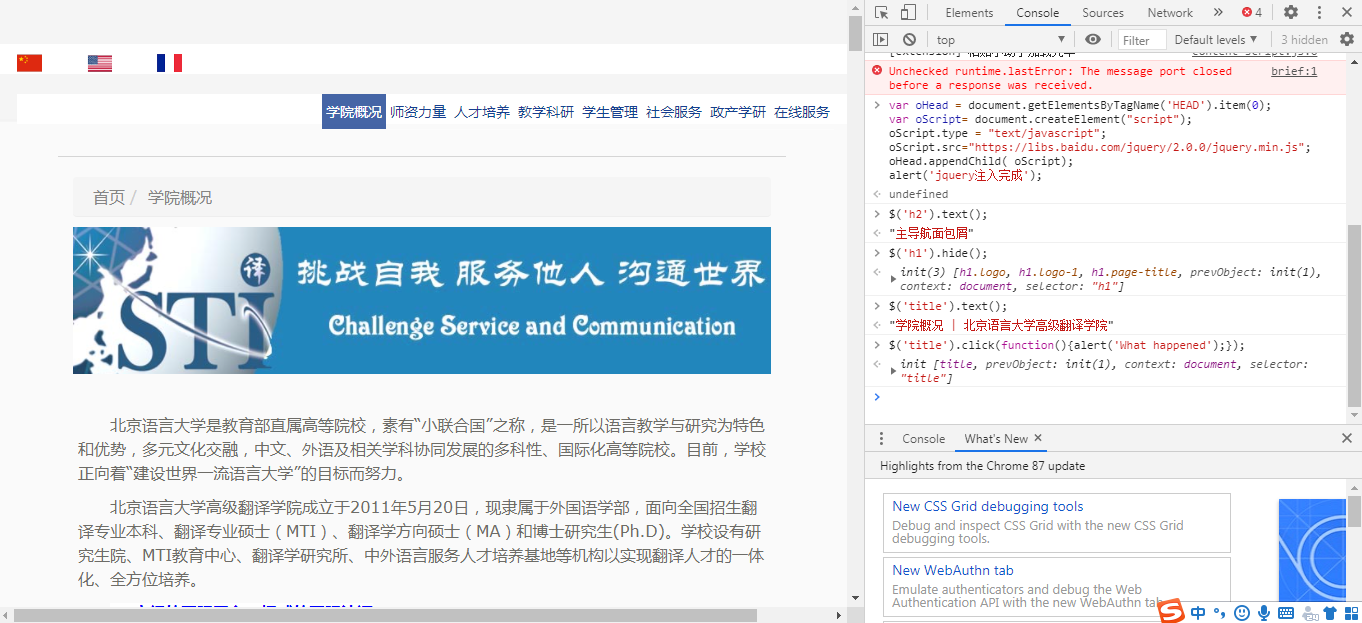 学院概况 师资力量 人才培养 教学科研 学生管理 社会服务 政产学研 在线服务
首页 / 学院概况
译
STI
挑战自我 服务他人 沟通世界
Challenge Service and Communication
北京语言大学是教育部直属高等院校，素有“小联合国”之称，是一所以语言教学与研究为特色
和优势，多元文化交融，中文、外语及相关学科协同发展的多科性、国际化高等院校。目前，学校
正向着“建设世界一流语言大学”的目标而努力。
北京语言大学高级翻译学院成立于2011年5月20日，现隶属于外国语学部，面向全国招生翻
译专业本科、翻译专业硕士（MTI）、翻译学方向硕士（MA）和博士研究生(Ph.D)。学校设有研
究生院、MTI教育中心、翻译学研究所、中外语言服务人才培养基地等机构以实现翻译人才的一体
化、全方位培养。
Elements Console Sources Network » 4
top Filter Default levels 3 hidden
Unchecked runtime.lastError: The message port closed brief:1
before a response was received.
var oHead = document.getElementsByTagName('HEAD').item(0);
var oScript= document.createElement("script");
oScript.type = "text/javascript";
oScript.src="https://libs.baidu.com/jquery/2.0.0/jquery.min.js";
oHead.appendChild( oScript);
alert('jquery注入完成');
undefined
$('h2').text();
"主导航面包屑"
$('h1').hide();
init(3) [h1.logo, h1.logo-1, h1.page-title, prevObject: init(1),
context: document, selector: "h1"]
$('title').text();
"学院概况 | 北京语言大学高级翻译学院"
$('title').click(function(){alert('What happened');});
init [title, prevObject: init(1), context: document, selector:
"title"]
Console What's New
Highlights from the Chrome 87 update
New CSS Grid debugging tools
Debug and inspect CSS Grid with the new CSS Grid
debugging tools.
New WebAuthn tab
Emulate authenticators and debug the Web
Authentication API with the new WebAuthn tab
S 中